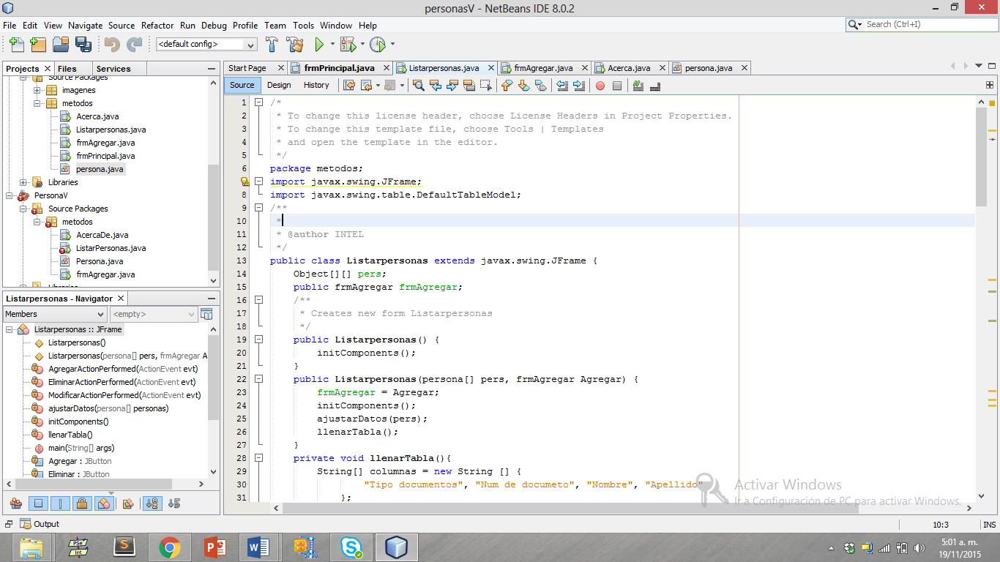 personasV - NetBeans IDE 8.0.2
File Edit View Navigate Source Refactor Run Debug Profile Team Tools Window Help
Search (Ctrl+I)
<default config>
Projects Files Services
Source Packages
imagenes
metodos
Acerca.java
Listarpersonas.java
frmAgregar.java
frmPrincipal.java
persona.java
Libraries
PersonaV
Source Packages
metodos
AcercaDe.java
ListarPersonas.java
Persona.java
frmAgregar.java
Libraries
Listarpersonas - Navigator
Members <empty>
Listarpersonas :: JFrame
Listarpersonas()
Listarpersonas(persona[] pers, frmAgregar A
AgregarActionPerformed(ActionEvent evt)
EliminarActionPerformed(ActionEvent evt)
ModificarActionPerformed(ActionEvent evt)
ajustarDatos(persona[] personas)
initComponents()
llenarTabla()
main(String[] args)
Agregar : JButton
Eliminar : JButton
Start Page frmPrincipal.java Listarpersonas.java frmAgregar.java Acerca.java persona.java
Source Design History
1 /*
2 * To change this license header, choose License Headers in Project Properties.
3 * To change this template file, choose Tools | Templates
4 * and open the template in the editor.
5 */
6 package metodos;
import javax.swing.JFrame;
8 import javax.swing.table.DefaultTableModel;
9 /**
10 *
11 * @author INTEL
12 */
13 public class Listarpersonas extends javax.swing.JFrame {
14 Object[][] pers;
15 public frmAgregar frmAgregar;
16 /**
17 * Creates new form Listarpersonas
18 */
19 public Listarpersonas() {
20 initComponents();
21 }
22 public Listarpersonas(persona[] pers, frmAgregar Agregar) {
23 frmAgregar = Agregar;
24 initComponents();
25 ajustarDatos(pers);
26 llenarTabla();
27 }
28 private void llenarTabla(){
29 String[] columnas = new String [] {
30 "Tipo documentos", "Num de documeto", "Nombre", "Apellido"
31 };
Activar Windows
Ir a Configuración de PC para activar Windows.
Output
10:3 INS
PSe
Int
5:01 a. m.
19/11/2015